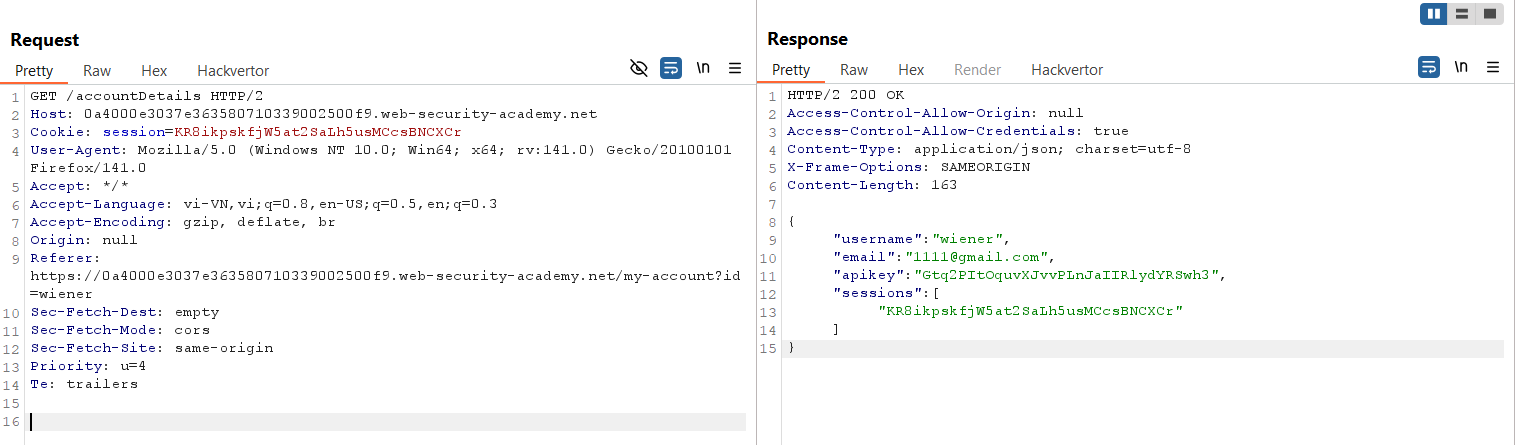 Request
Pretty Raw Hex Hackvertor \n
1 GET /accountDetails HTTP/2
2 Host: 0a4000e3037e363580710339002500f9.web-security-academy.net
3 Cookie: session=KR8ikpskfjW5at2SaLh5usMCcsBNCXCr
4 User-Agent: Mozilla/5.0 (Windows NT 10.0; Win64; x64; rv:141.0) Gecko/20100101
Firefox/141.0
5 Accept: */*
6 Accept-Language: vi-VN,vi;q=0.8,en-US;q=0.5,en;q=0.3
7 Accept-Encoding: gzip, deflate, br
8 Origin: null
9 Referer:
https://0a4000e3037e363580710339002500f9.web-security-academy.net/my-account?id
=wiener
10 Sec-Fetch-Dest: empty
11 Sec-Fetch-Mode: cors
12 Sec-Fetch-Site: same-origin
13 Priority: u=4
14 Te: trailers
15
16
Response
Pretty Raw Hex Render Hackvertor \n
1 HTTP/2 200 OK
2 Access-Control-Allow-Origin: null
3 Access-Control-Allow-Credentials: true
4 Content-Type: application/json; charset=utf-8
5 X-Frame-Options: SAMEORIGIN
6 Content-Length: 163
7
8 {
9 "username":"wiener",
10 "email":"1111@gmail.com",
11 "apikey":"Gtq2PItOquvXJvvPLnJaIIRlydYRSwh3",
12 "sessions":[
13 "KR8ikpskfjW5at2SaLh5usMCcsBNCXCr"
14 ]
15 }